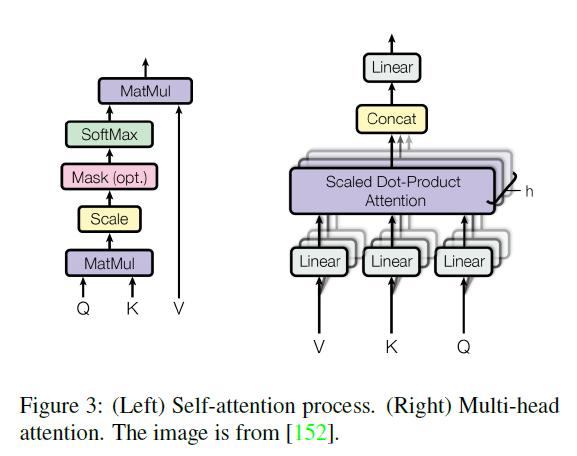 MatMul
SoftMax
Mask (opt.)
Scale
MatMul
Q K V
Linear
Concat
Scaled Dot-Product
Attention
h
Linear Linear Linear
V K Q
Figure 3: (Left) Self-attention process. (Right) Multi-head
attention. The image is from [152].